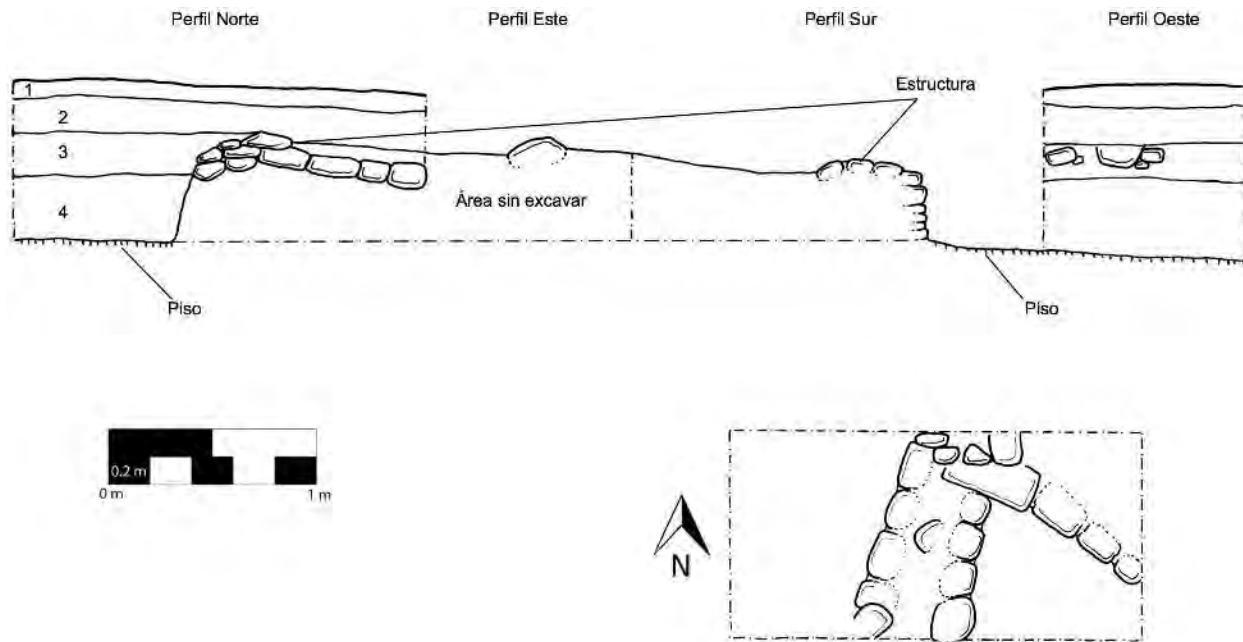 Perfil Norte
Perfil Este
Perfil Sur
Perfil Oeste
Estructura
1
2
3
4
Área sin excavar
Piso
Piso
0.2 m
0 m
1 m
N